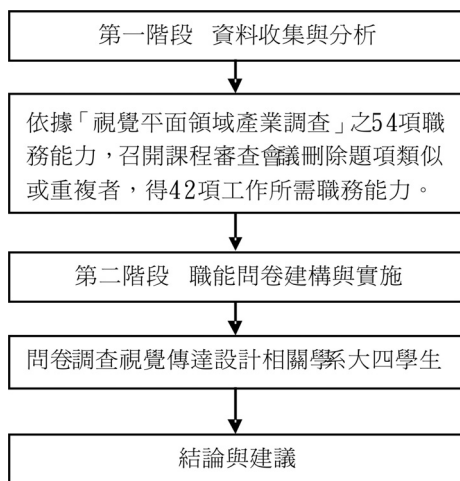 第一階段 資料收集與分析
依據「視覺平面領域產業調查」之54項職
務能力，召開課程審查會議刪除題項類似
或重複者，得42項工作所需職務能力。
第二階段 職能問卷建構與實施
問卷調查視覺傳達設計相關學系大四學生
結論與建議